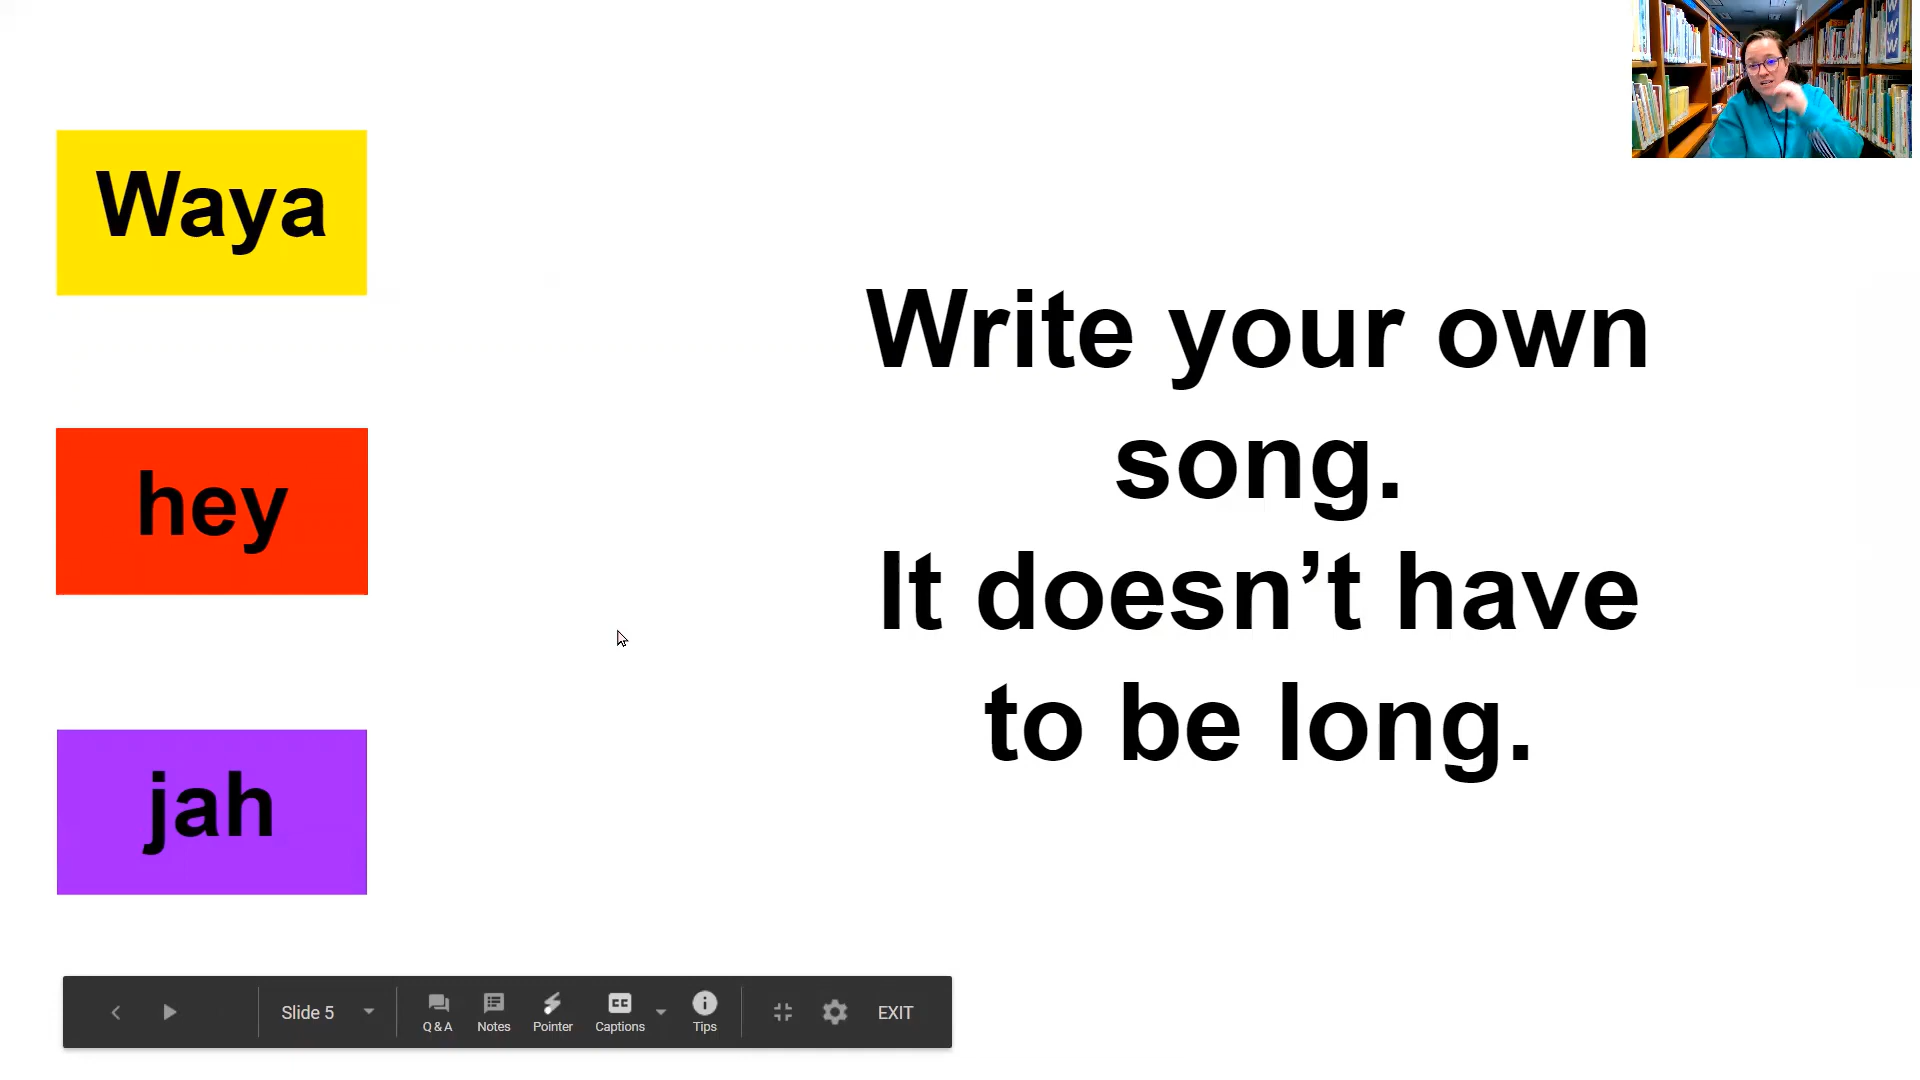 Waya
hey
jah
Write your own
song.
It doesn’t have
to be long.
Slide 5
Q & A
Notes
Pointer
Captions
Tips
EXIT